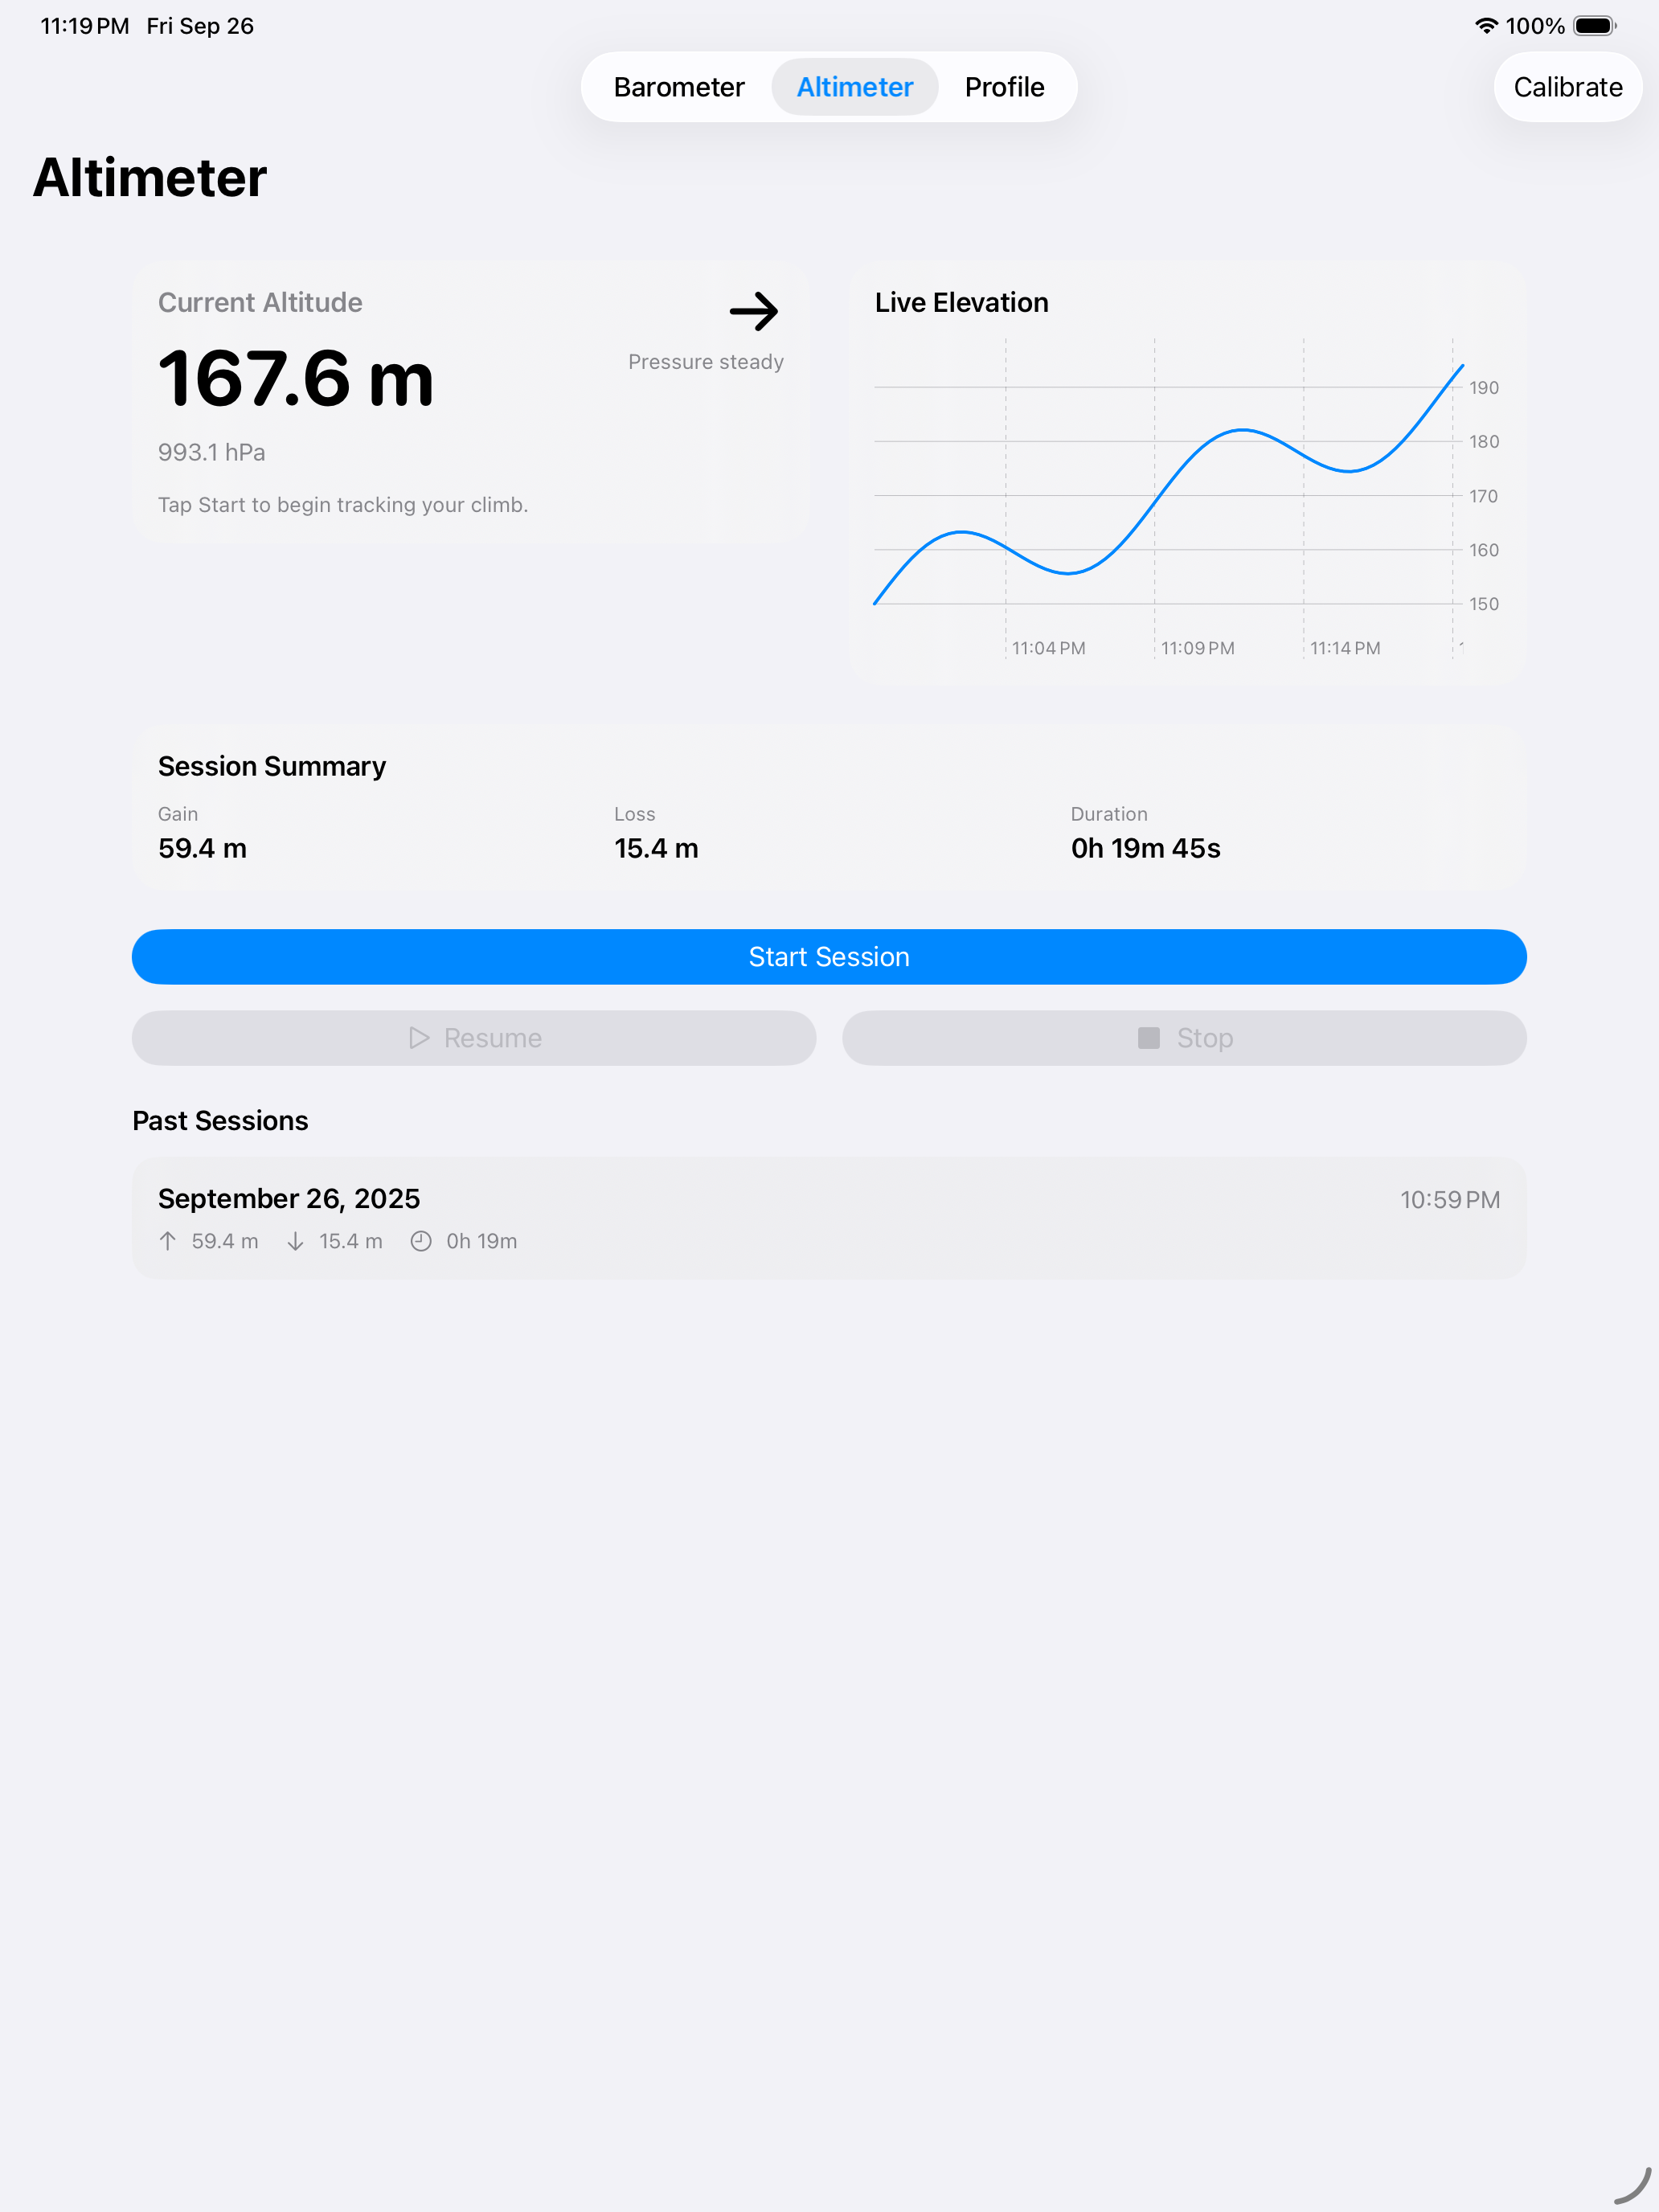 11:19 PM Fri Sep 26
100%
Barometer Altimeter Profile
Calibrate
Altimeter
Current Altitude
167.6 m
Pressure steady
993.1 hPa
Tap Start to begin tracking your climb.
Live Elevation
190
180
170
160
150
11:04 PM 11:09 PM 11:14 PM
Session Summary
Gain Loss Duration
59.4 m 15.4 m 0h 19m 45s
Start Session
Resume Stop
Past Sessions
September 26, 2025 10:59 PM
59.4 m 15.4 m 0h 19m